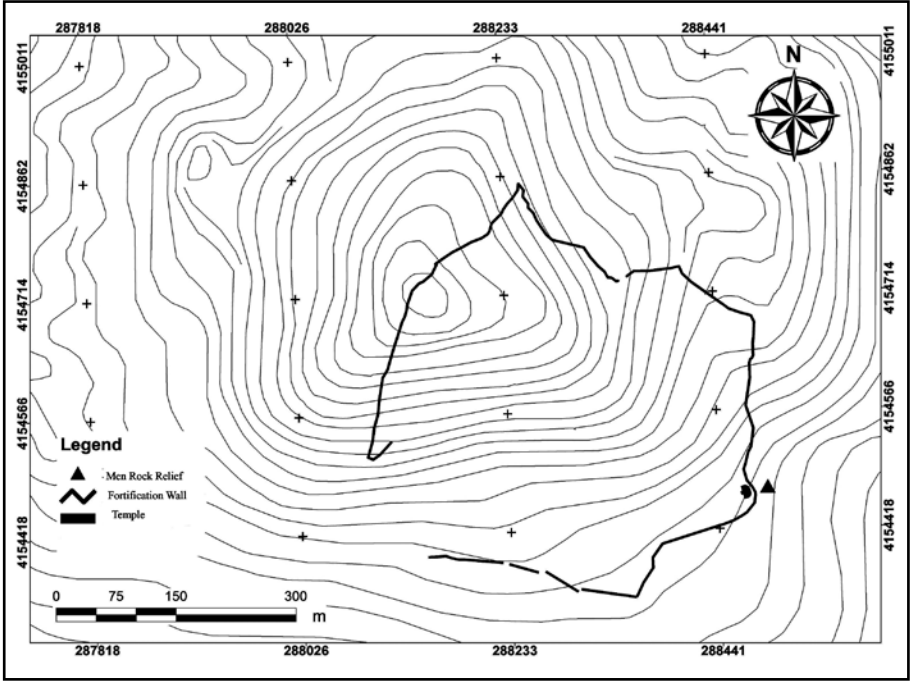 287818 288026 288233 288441
N
4155011 4155011
4154862 4154862
4154714 4154714
4154566 4154566
4154418 4154418
Legend
Men Rock Relief
Fortification Wall
Temple
0 75 150 300
m
287818 288026 288233 288441